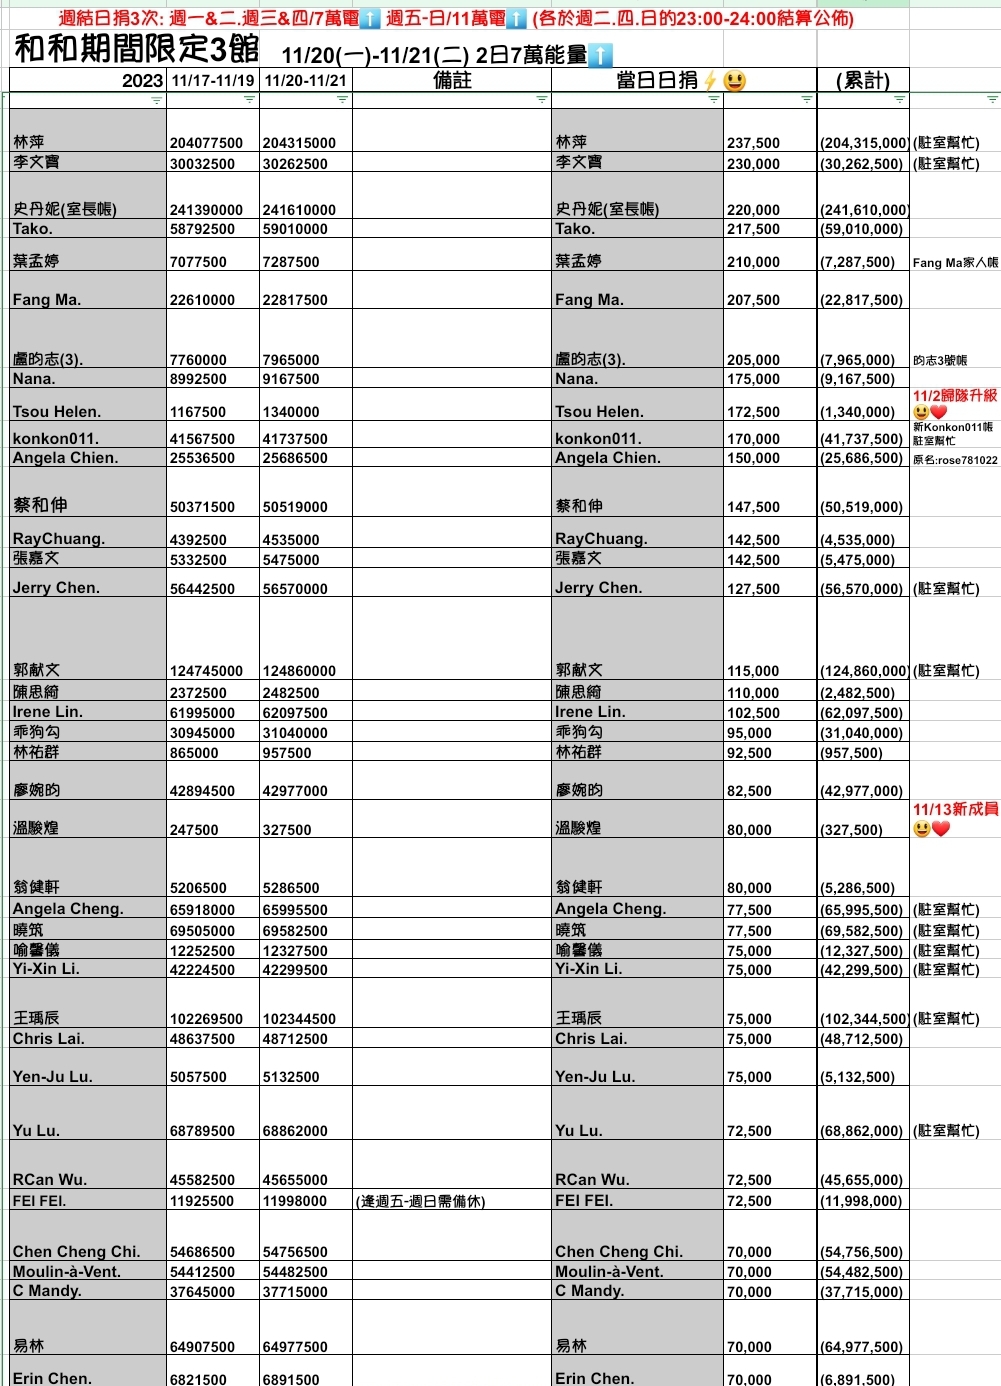 週結日捐3次: 週一&二.週三&四/7萬電⬆️ 週五-日/11萬電⬆️ (各於週二.四.日的23:00-24:00結算公佈)
和和期間限定3館 11/20(一)-11/21(二) 2日7萬能量⬆️
2023 11/17-11/19 11/20-11/21 備註 當日日捐⚡😃 (累計)
林萍 204077500 204315000 林萍 237,500 (204,315,000) (駐室幫忙)
李文寶 30032500 30262500 李文寶 230,000 (30,262,500) (駐室幫忙)
史丹妮(室長帳) 241390000 241610000 史丹妮(室長帳) 220,000 (241,610,000)
Tako. 58792500 59010000 Tako. 217,500 (59,010,000)
葉孟婷 7077500 7287500 葉孟婷 210,000 (7,287,500) Fang Ma家人帳
Fang Ma. 22610000 22817500 Fang Ma. 207,500 (22,817,500)
盧昀志(3). 7760000 7965000 盧昀志(3). 205,000 (7,965,000) 昀志3號帳
Nana. 8992500 9167500 Nana. 175,000 (9,167,500)
Tsou Helen. 1167500 1340000 Tsou Helen. 172,500 (1,340,000) 11/2歸隊升級😃❤️
konkon011. 41567500 41737500 konkon011. 170,000 (41,737,500) 新Konkon011帳 駐室幫忙
Angela Chien. 25536500 25686500 Angela Chien. 150,000 (25,686,500) 原名:rose781022
蔡和伸 50371500 50519000 蔡和伸 147,500 (50,519,000)
RayChuang. 4392500 4535000 RayChuang. 142,500 (4,535,000)
張嘉文 5332500 5475000 張嘉文 142,500 (5,475,000)
Jerry Chen. 56442500 56570000 Jerry Chen. 127,500 (56,570,000) (駐室幫忙)
郭献文 124745000 124860000 郭献文 115,000 (124,860,000) (駐室幫忙)
陳思綺 2372500 2482500 陳思綺 110,000 (2,482,500)
Irene Lin. 61995000 62097500 Irene Lin. 102,500 (62,097,500)
乖狗勾 30945000 31040000 乖狗勾 95,000 (31,040,000)
林祐群 865000 957500 林祐群 92,500 (957,500)
廖婉昀 42894500 42977000 廖婉昀 82,500 (42,977,000)
溫駿煌 247500 327500 溫駿煌 80,000 (327,500) 11/13新成員😃❤️
翁健軒 5206500 5286500 翁健軒 80,000 (5,286,500)
Angela Cheng. 65918000 65995500 Angela Cheng. 77,500 (65,995,500) (駐室幫忙)
曉筑 69505000 69582500 曉筑 77,500 (69,582,500) (駐室幫忙)
喻馨儀 12252500 12327500 喻馨儀 75,000 (12,327,500) (駐室幫忙)
Yi-Xin Li. 42224500 42299500 Yi-Xin Li. 75,000 (42,299,500) (駐室幫忙)
王瑀辰 102269500 102344500 王瑀辰 75,000 (102,344,500) (駐室幫忙)
Chris Lai. 48637500 48712500 Chris Lai. 75,000 (48,712,500)
Yen-Ju Lu. 5057500 5132500 Yen-Ju Lu. 75,000 (5,132,500)
Yu Lu. 68789500 68862000 Yu Lu. 72,500 (68,862,000) (駐室幫忙)
RCan Wu. 45582500 45655000 RCan Wu. 72,500 (45,655,000)
FEI FEI. 11925500 11998000 (逢週五-週日需備休) FEI FEI. 72,500 (11,998,000)
Chen Cheng Chi. 54686500 54756500 Chen Cheng Chi. 70,000 (54,756,500)
Moulin-à-Vent. 54412500 54482500 Moulin-à-Vent. 70,000 (54,482,500)
C Mandy. 37645000 37715000 C Mandy. 70,000 (37,715,000)
易林 64907500 64977500 易林 70,000 (64,977,500)
Erin Chen. 6821500 6891500 Erin Chen. 70,000 (6,891,500)